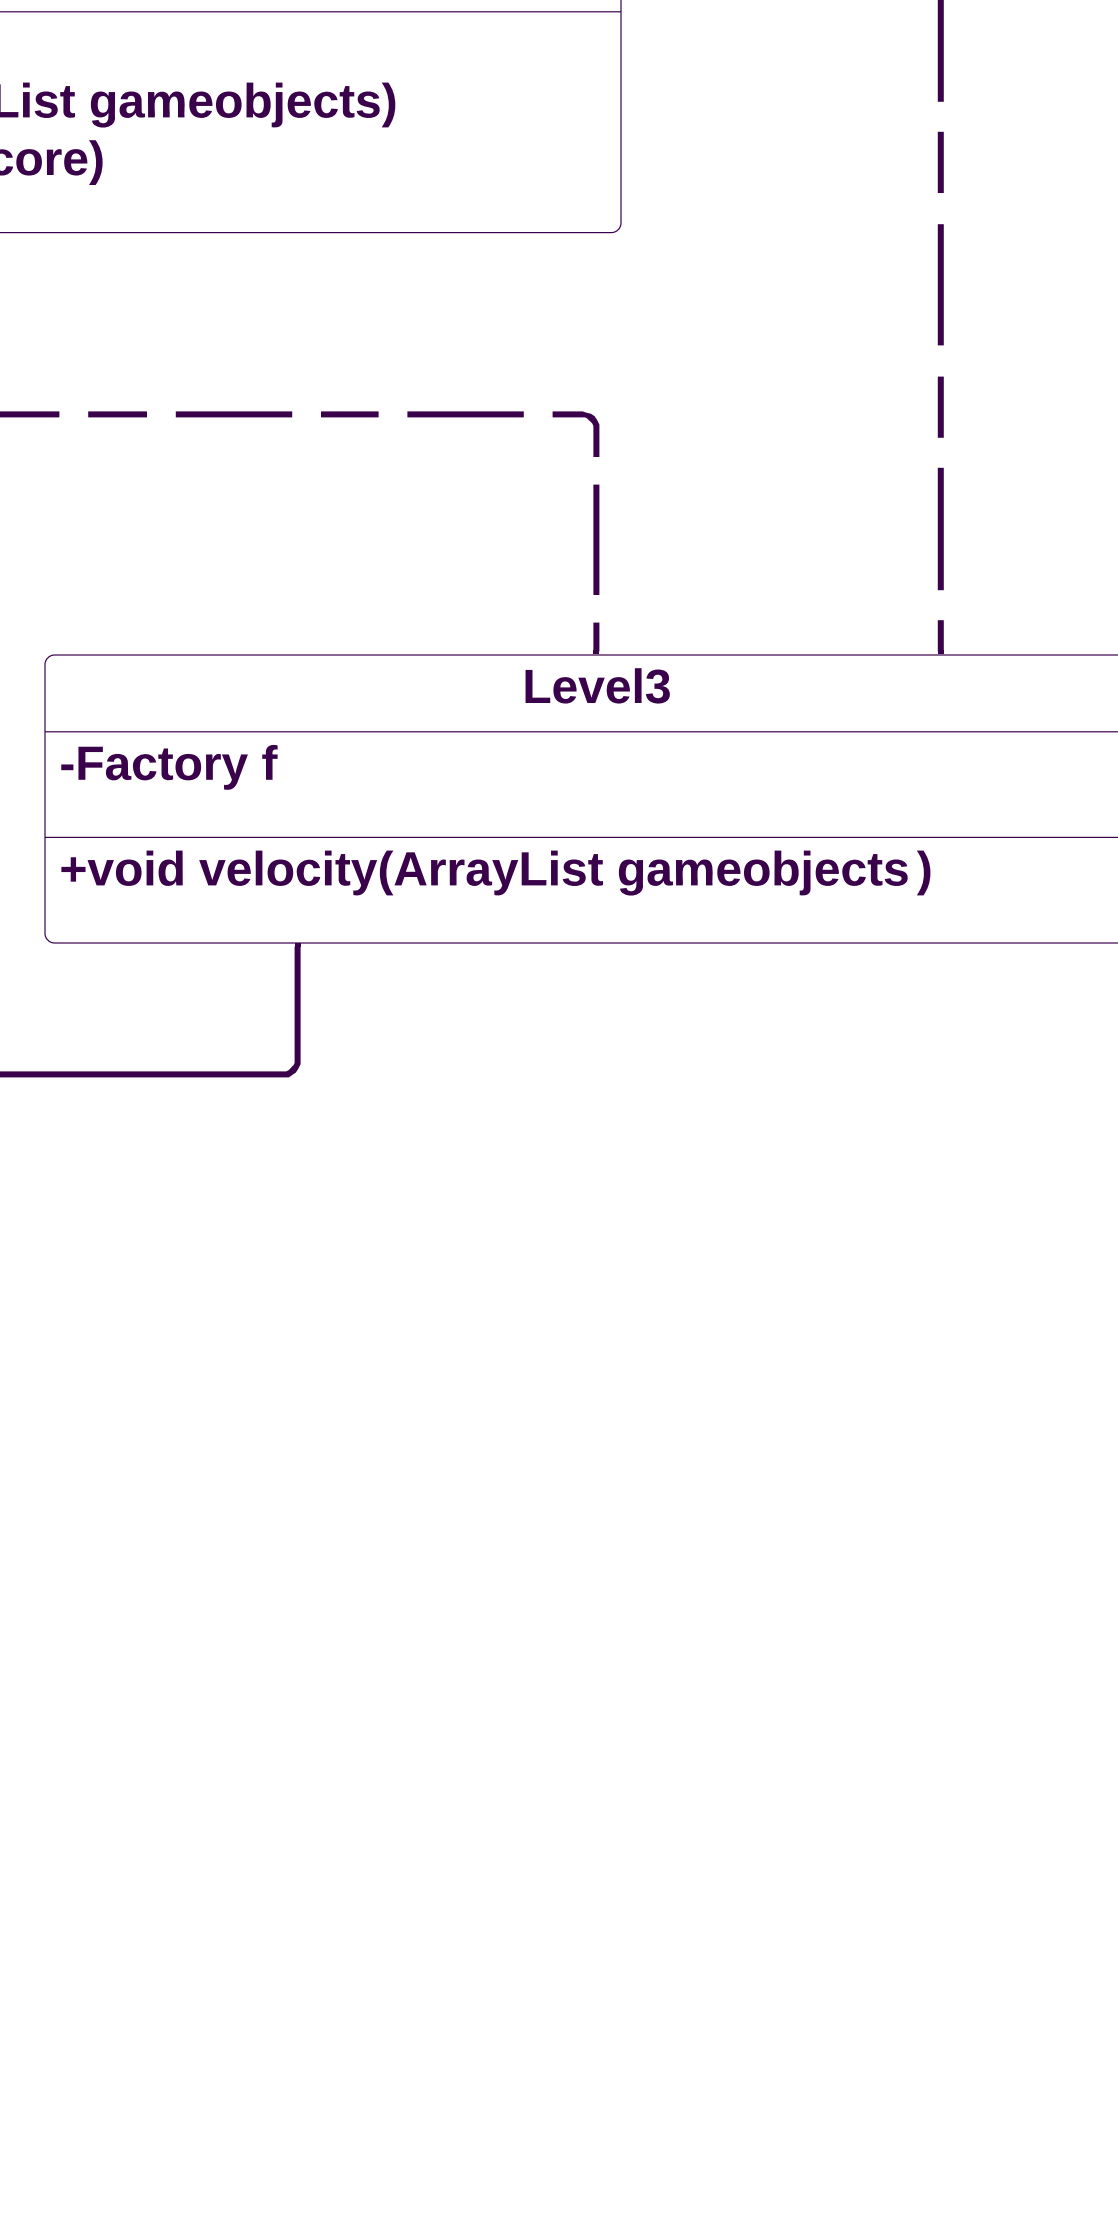 List gameobjects)
core)
Level3
-Factory f
+void velocity(ArrayList gameobjects)